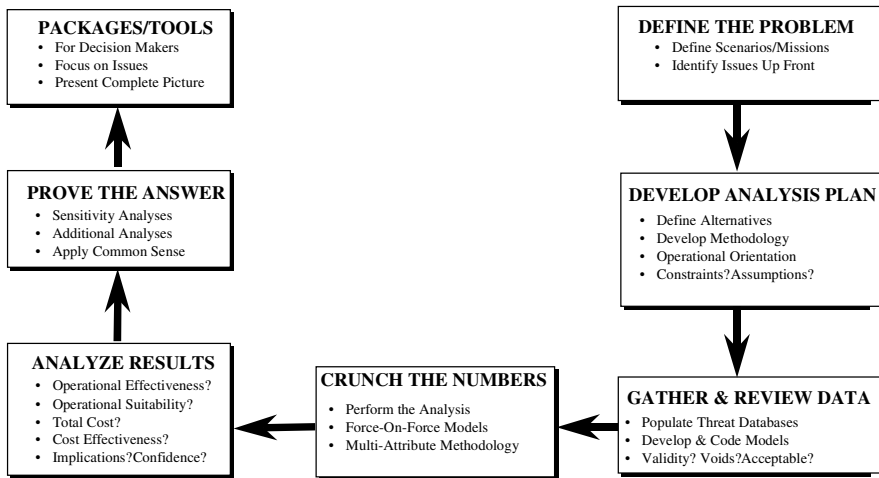 PACKAGES/TOOLS
• For Decision Makers
• Focus on Issues
• Present Complete Picture
DEFINE THE PROBLEM
• Define Scenarios/Missions
• Identify Issues Up Front
PROVE THE ANSWER
• Sensitivity Analyses
• Additional Analyses
• Apply Common Sense
DEVELOP ANALYSIS PLAN
• Define Alternatives
• Develop Methodology
• Operational Orientation
• Constraints?Assumptions?
ANALYZE RESULTS
• Operational Effectiveness?
• Operational Suitability?
• Total Cost?
• Cost Effectiveness?
• Implications?Confidence?
CRUNCH THE NUMBERS
• Perform the Analysis
• Force-On-Force Models
• Multi-Attribute Methodology
GATHER & REVIEW DATA
• Populate Threat Databases
• Develop & Code Models
• Validity? Voids?Acceptable?